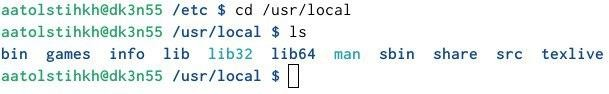 aatolstihkh@dk3n55 /etc $ cd /usr/local
aatolstihkh@dk3n55 /usr/local $ ls
bin games info lib lib32 lib64 man sbin share src texlive
aatolstihkh@dk3n55 /usr/local $